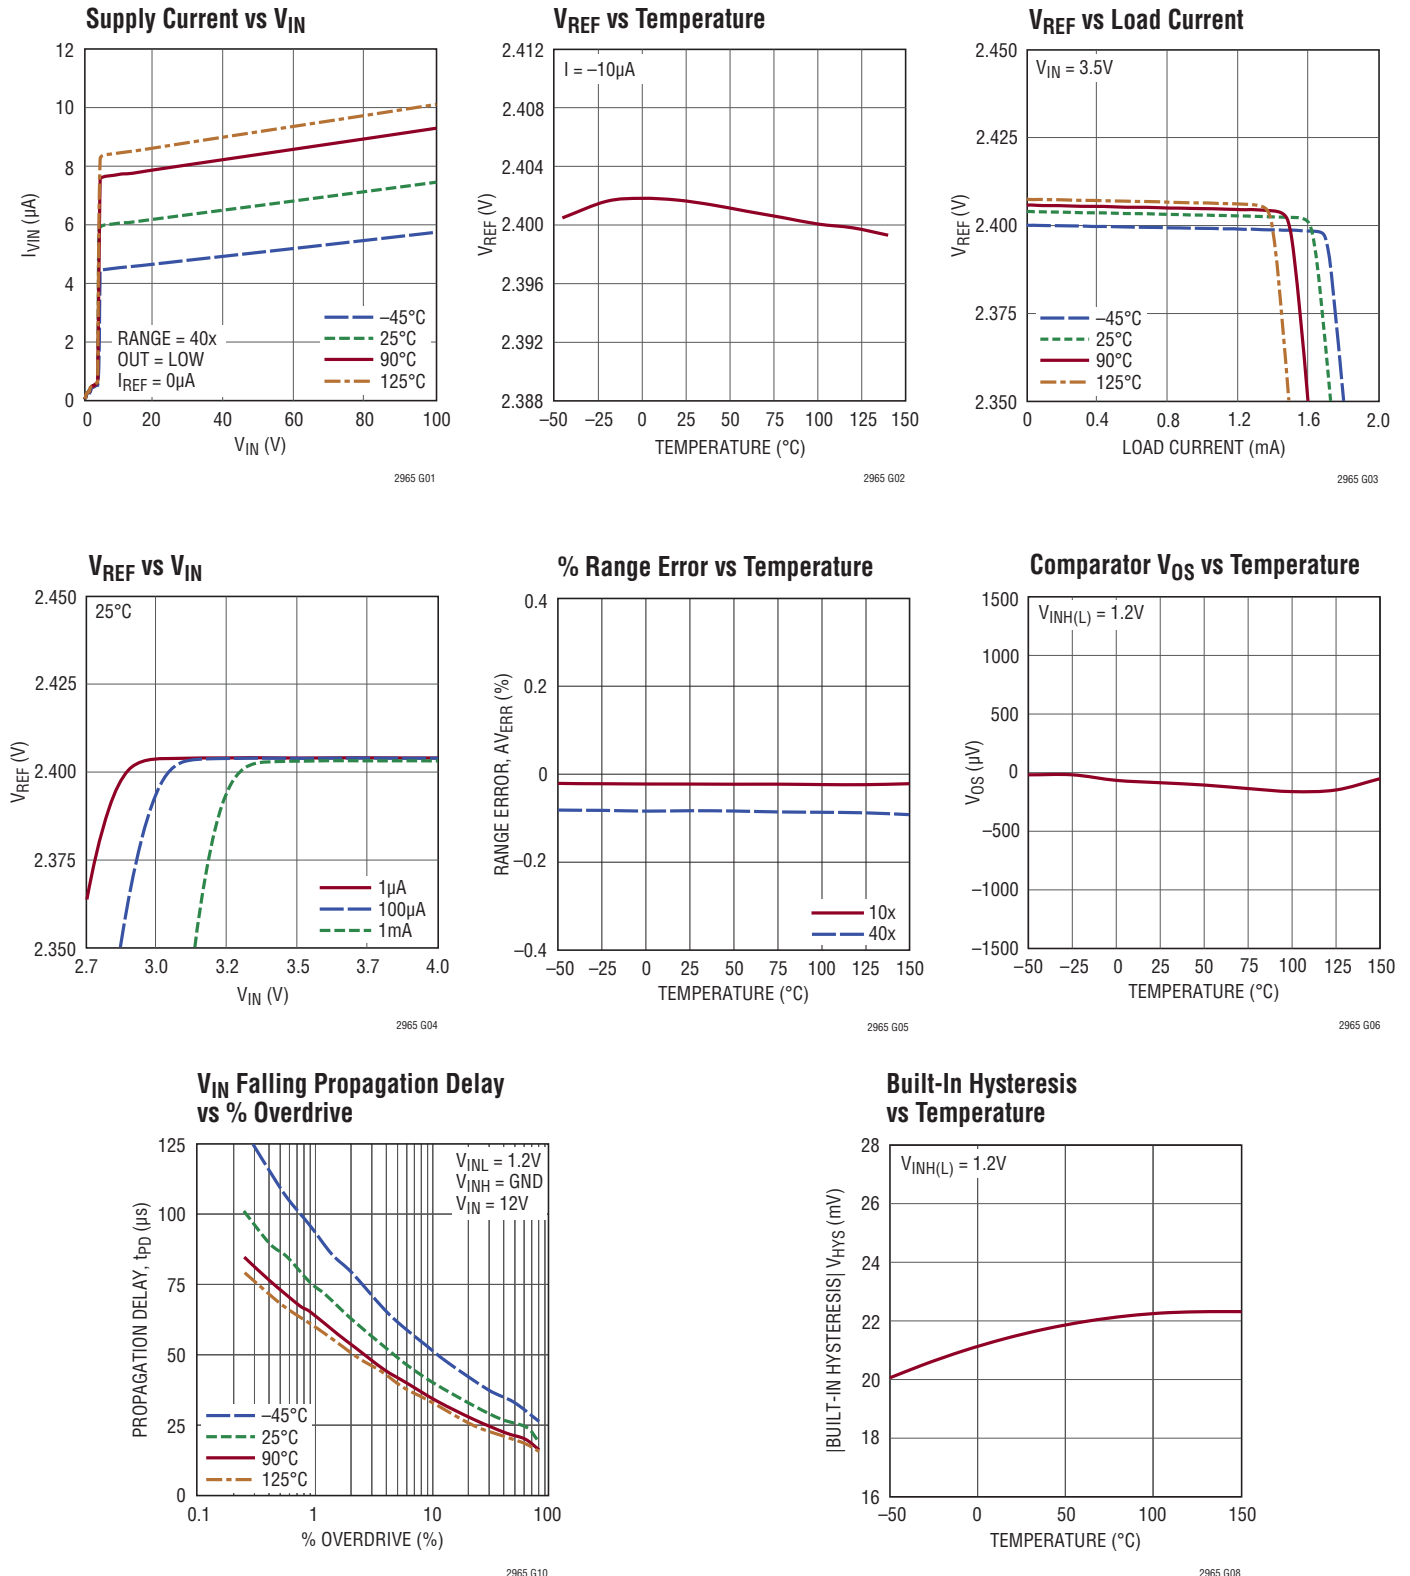 Supply Current vs VIN
12
10
8
6
4
2
0
IVIN (µA)
RANGE = 40x
OUT = LOW
IREF = 0µA
–45°C
25°C
90°C
125°C
0 20 40 60 80 100
VIN (V)
2965 G01
VREF vs Temperature
2.412
2.408
2.404
2.400
2.396
2.392
2.388
VREF (V)
I = –10µA
–50 –25 0 25 50 75 100 125 150
TEMPERATURE (°C)
2965 G02
VREF vs Load Current
2.450
2.425
2.400
2.375
2.350
VREF (V)
VIN = 3.5V
–45°C
25°C
90°C
125°C
0 0.4 0.8 1.2 1.6 2.0
LOAD CURRENT (mA)
2965 G03
VREF vs VIN
2.450
2.425
2.400
2.375
2.350
VREF (V)
25°C
1µA
100µA
1mA
2.7 3.0 3.2 3.5 3.7 4.0
VIN (V)
2965 G04
% Range Error vs Temperature
0.4
0.2
0
–0.2
–0.4
RANGE ERROR, AVERR (%)
10x
40x
–50 –25 0 25 50 75 100 125 150
TEMPERATURE (°C)
2965 G05
Comparator VOS vs Temperature
1500
1000
500
0
–500
–1000
–1500
VOS (µV)
VINH(L) = 1.2V
–50 –25 0 25 50 75 100 125 150
TEMPERATURE (°C)
2965 G06
VIN Falling Propagation Delay
vs % Overdrive
125
100
75
50
25
0
PROPAGATION DELAY, tPD (µs)
VINL = 1.2V
VINH = GND
VIN = 12V
–45°C
25°C
90°C
125°C
0.1 1 10 100
% OVERDRIVE (%)
2965 G10
Built-In Hysteresis
vs Temperature
28
26
24
22
20
18
16
|BUILT-IN HYSTERESIS| VHYS (mV)
VINH(L) = 1.2V
–50 0 50 100 150
TEMPERATURE (°C)
2965 G08